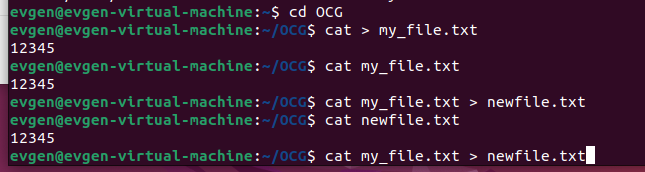 evgen@evgen-virtual-machine:~$ cd OCG
evgen@evgen-virtual-machine:~/OCG$ cat > my_file.txt
12345
evgen@evgen-virtual-machine:~/OCG$ cat my_file.txt
12345
evgen@evgen-virtual-machine:~/OCG$ cat my_file.txt > newfile.txt
evgen@evgen-virtual-machine:~/OCG$ cat newfile.txt
12345
evgen@evgen-virtual-machine:~/OCG$ cat my_file.txt > newfile.txt